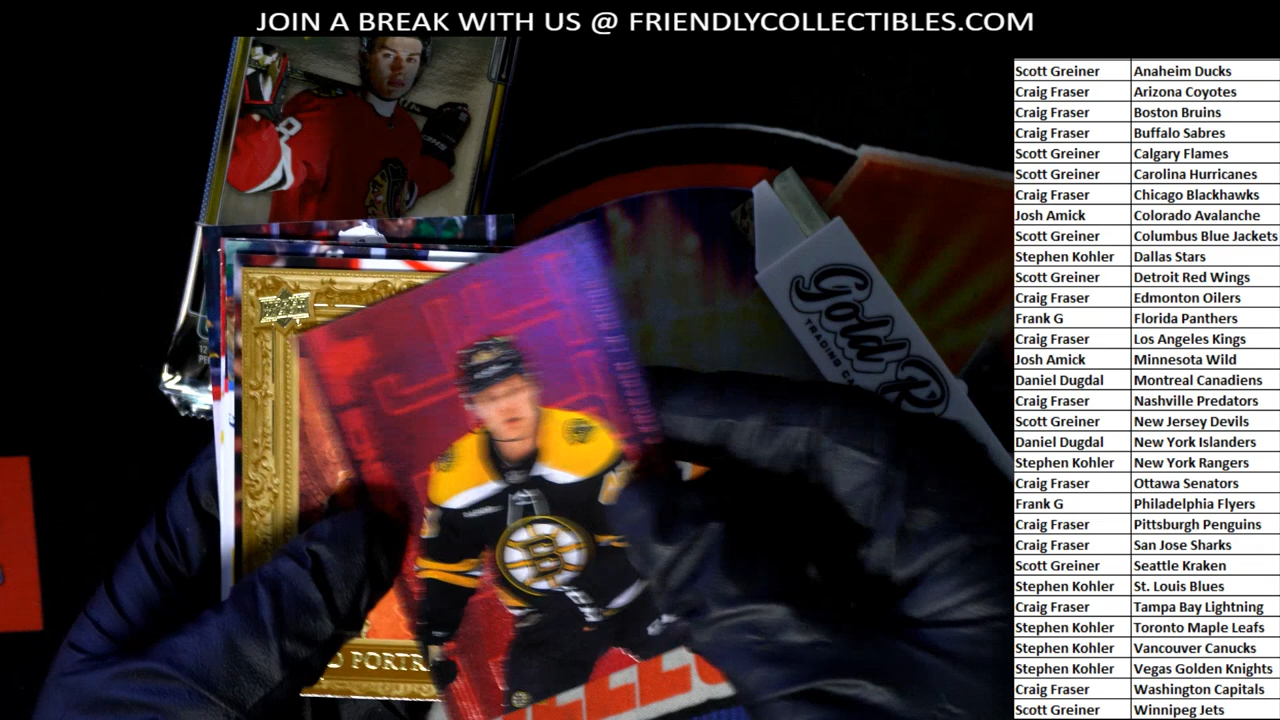 JOIN A BREAK WITH US @ FRIENDLYCOLLECTIBLES.COM
Scott Greiner Anaheim Ducks
Craig Fraser Arizona Coyotes
Craig Fraser Boston Bruins
Craig Fraser Buffalo Sabres
Scott Greiner Calgary Flames
Scott Greiner Carolina Hurricanes
Craig Fraser Chicago Blackhawks
Josh Amick Colorado Avalanche
Scott Greiner Columbus Blue Jackets
Stephen Kohler Dallas Stars
Scott Greiner Detroit Red Wings
Craig Fraser Edmonton Oilers
Frank G Florida Panthers
Craig Fraser Los Angeles Kings
Josh Amick Minnesota Wild
Daniel Dugdal Montreal Canadiens
Craig Fraser Nashville Predators
Scott Greiner New Jersey Devils
Daniel Dugdal New York Islanders
Stephen Kohler New York Rangers
Craig Fraser Ottawa Senators
Frank G Philadelphia Flyers
Craig Fraser Pittsburgh Penguins
Craig Fraser San Jose Sharks
Scott Greiner Seattle Kraken
Stephen Kohler St. Louis Blues
Craig Fraser Tampa Bay Lightning
Stephen Kohler Toronto Maple Leafs
Stephen Kohler Vancouver Canucks
Stephen Kohler Vegas Golden Knights
Craig Fraser Washington Capitals
Scott Greiner Winnipeg Jets
Gold R
TRADING CA
UPPER DECK
D PORTR
B